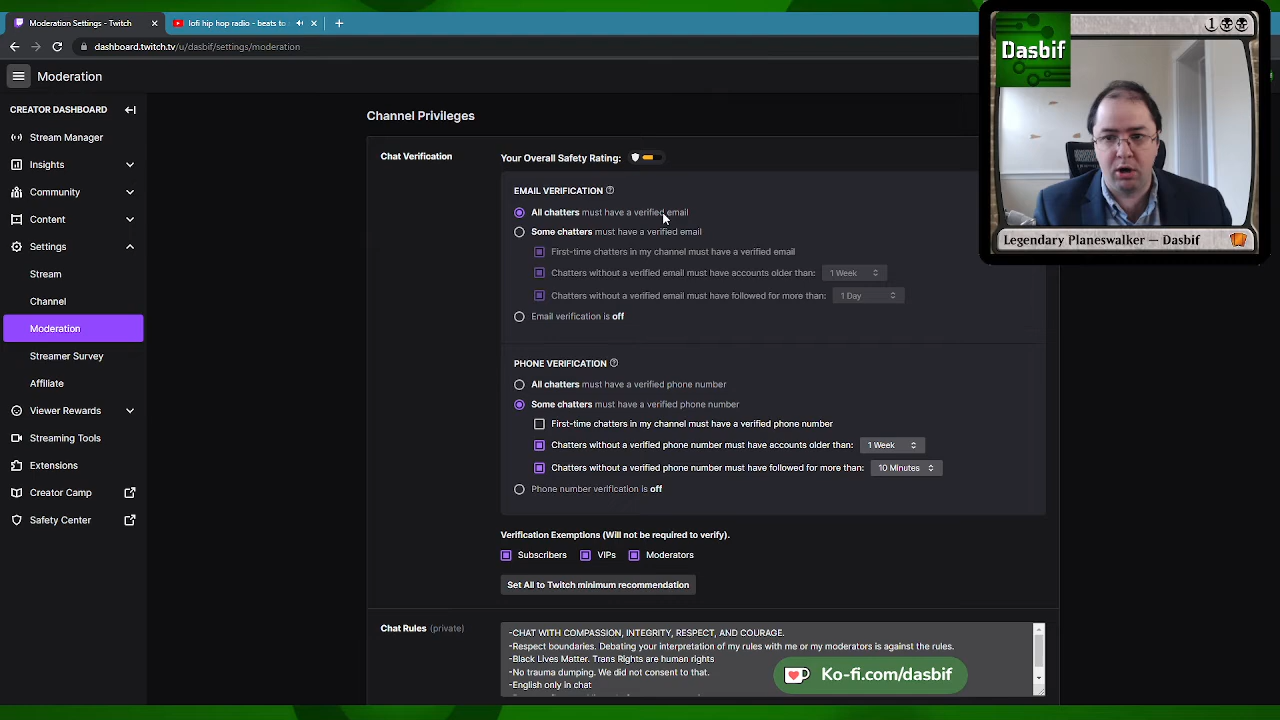 Moderation Settings - Twitch
lofi hip hop radio - beats to
dashboard.twitch.tv/u/dasbif/settings/moderation
Moderation
1
Dasbif
Legendary Planeswalker — Dasbif
CREATOR DASHBOARD
Stream Manager
Insights
Community
Content
Settings
Stream
Channel
Moderation
Streamer Survey
Affiliate
Viewer Rewards
Streaming Tools
Extensions
Creator Camp
Safety Center
Channel Privileges
Chat Verification
Your Overall Safety Rating:
EMAIL VERIFICATION
All chatters must have a verified email
Some chatters must have a verified email
First-time chatters in my channel must have a verified email
Chatters without a verified email must have accounts older than: 1 Week
Chatters without a verified email must have followed for more than: 1 Day
Email verification is off
PHONE VERIFICATION
All chatters must have a verified phone number
Some chatters must have a verified phone number
First-time chatters in my channel must have a verified phone number
Chatters without a verified phone number must have accounts older than: 1 Week
Chatters without a verified phone number must have followed for more than: 10 Minutes
Phone number verification is off
Verification Exemptions (Will not be required to verify).
Subscribers VIPs Moderators
Set All to Twitch minimum recommendation
Chat Rules (private)
-CHAT WITH COMPASSION, INTEGRITY, RESPECT, AND COURAGE.
-Respect boundaries. Debating your interpretation of my rules with me or my moderators is against the rules.
-Black Lives Matter. Trans Rights are human rights
-No trauma dumping. We did not consent to that.
-English only in chat
Ko-fi.com/dasbif